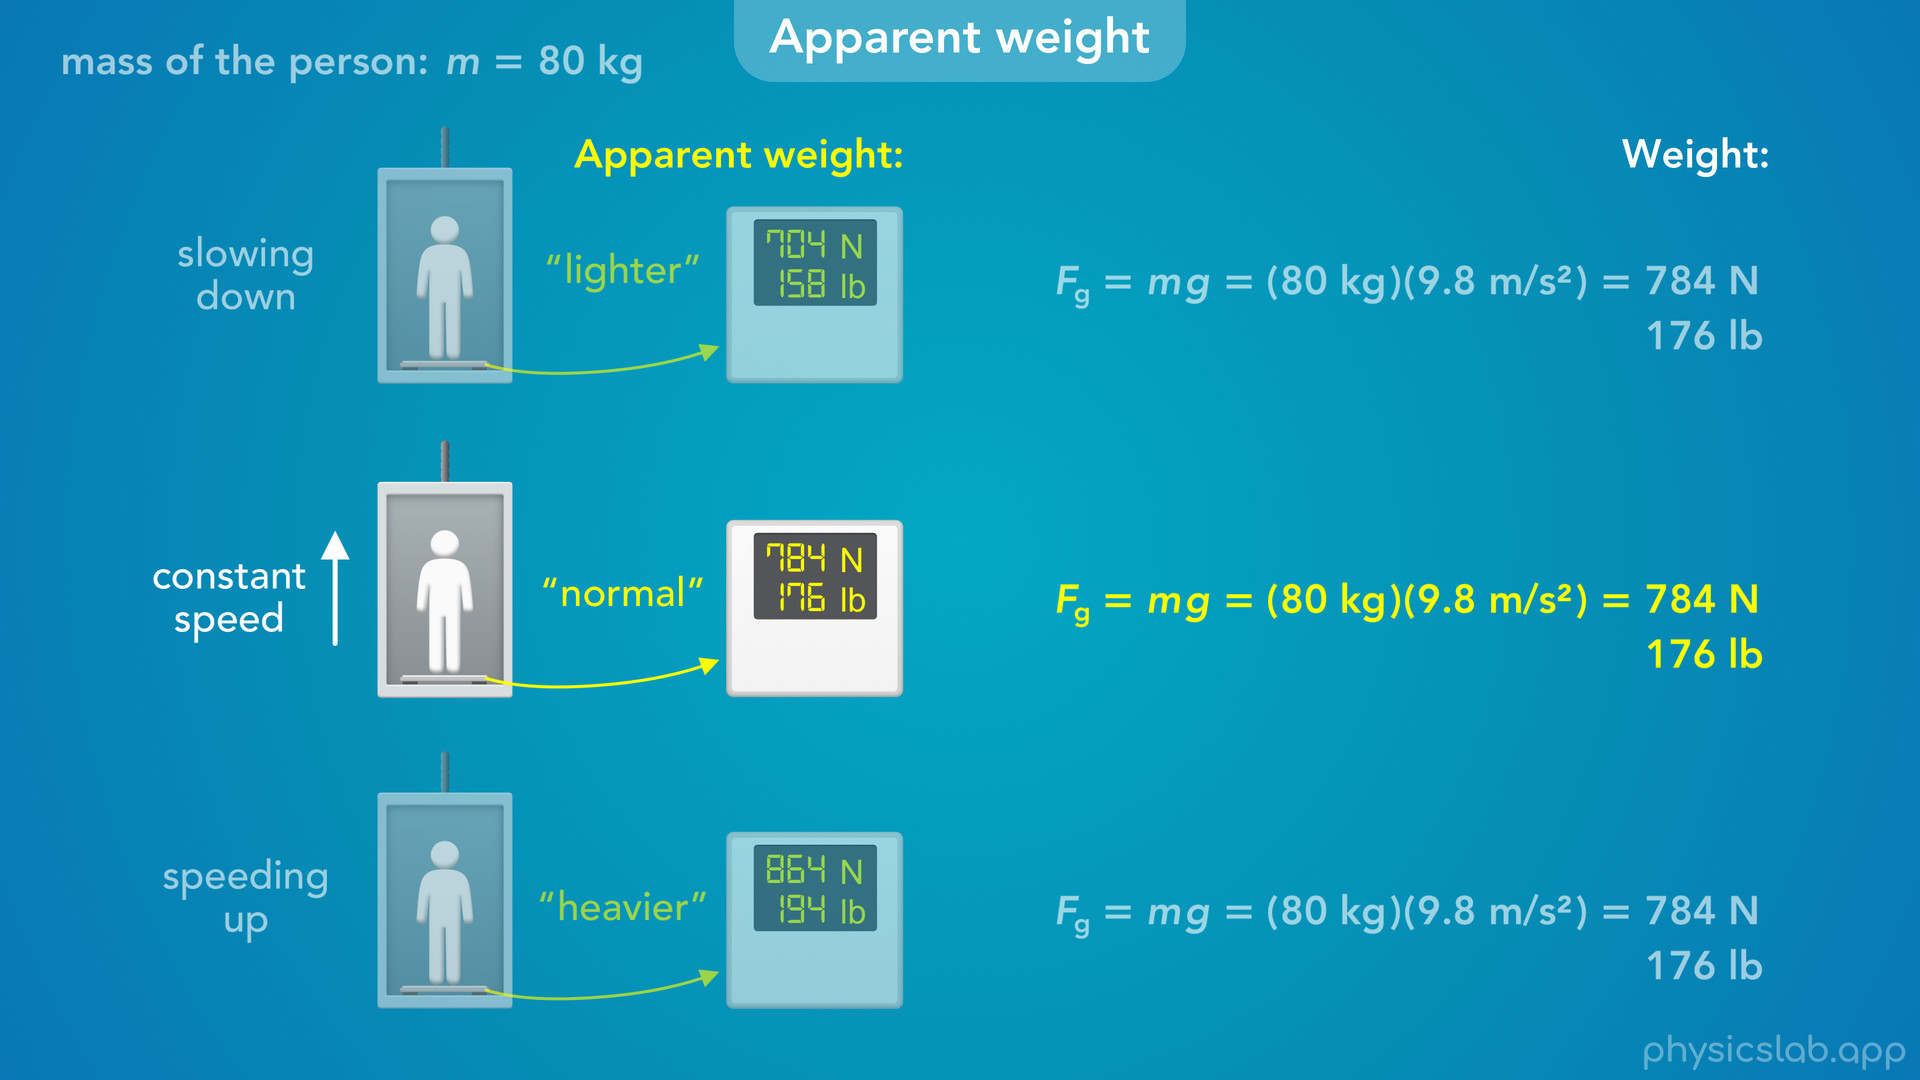 Apparent weight
mass of the person: m = 80 kg
Apparent weight:
Weight:
slowing
down
“lighter”
704 N
158 lb
Fg = mg = (80 kg)(9.8 m/s²) = 784 N
176 lb
constant
speed
“normal”
784 N
176 lb
Fg = mg = (80 kg)(9.8 m/s²) = 784 N
176 lb
speeding
up
“heavier”
864 N
194 lb
Fg = mg = (80 kg)(9.8 m/s²) = 784 N
176 lb
physicslab.app